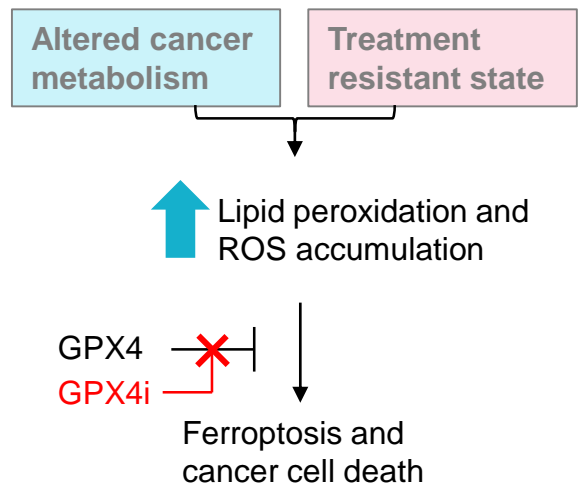 Altered cancer
metabolism
Treatment
resistant state
Lipid peroxidation and
ROS accumulation
GPX4
GPX4i
Ferroptosis and
cancer cell death